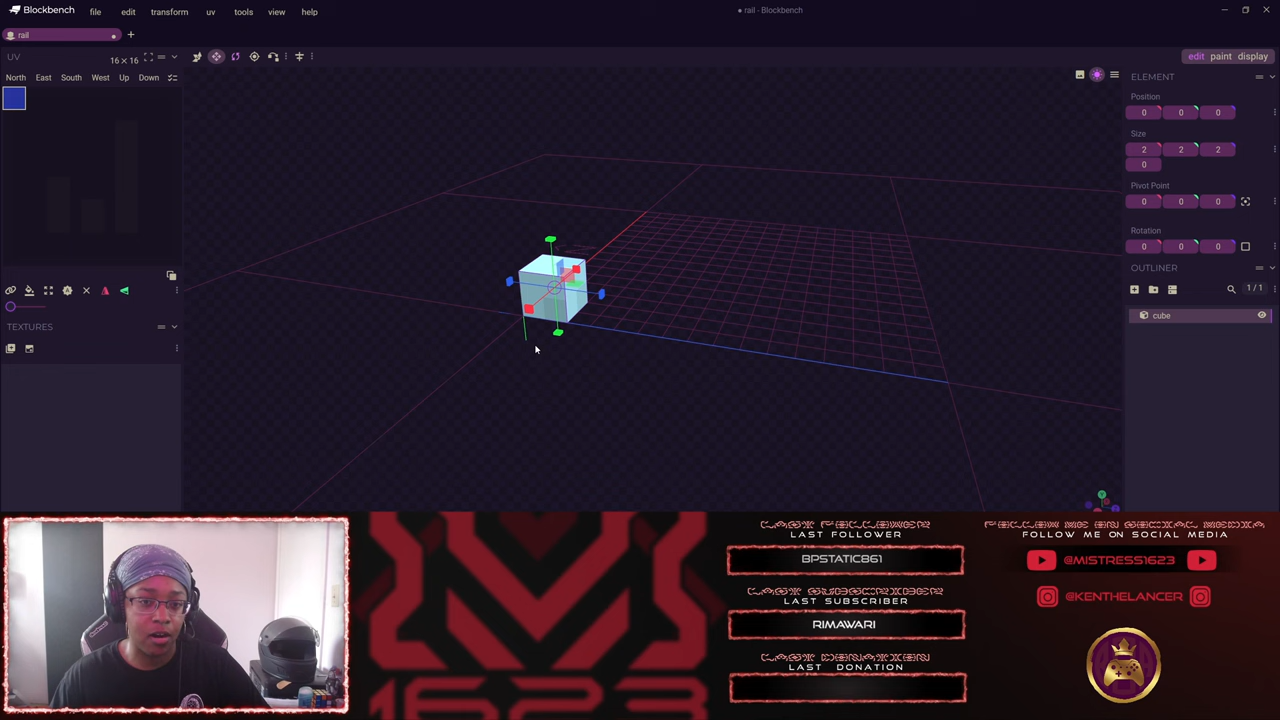 Blockbench
file edit transform uv tools view help
• rail - Blockbench
rail
UV
16×16
edit paint display
North East South West Up Down
ELEMENT
Position
0 0 0
Size
2 2 2
0
Pivot Point
0 0 0
Rotation
0 0 0
OUTLINER
1 / 1
cube
TEXTURES
LAST FOLLOWER
BPSTATIC861
LAST SUBSCRIBER
RIMAWARI
LAST DONATION
FOLLOW ME ON SOCIAL MEDIA
@MISTRESS1623
@KENTHELANCER
1623